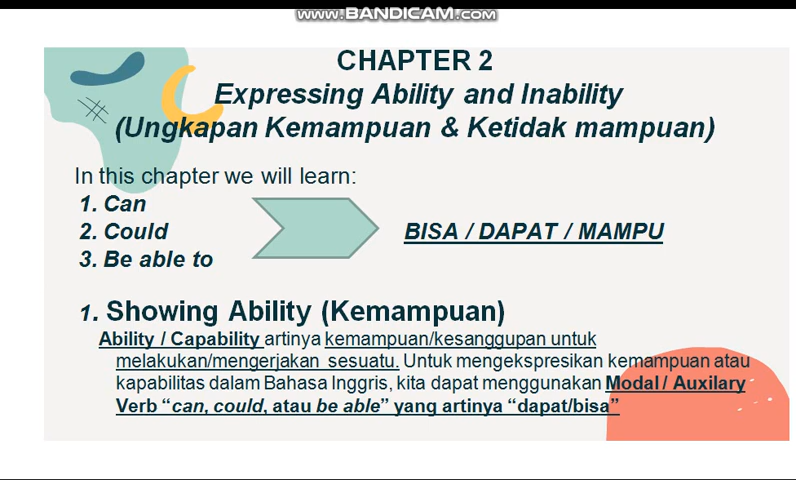 www.BANDICAM.com
CHAPTER 2
Expressing Ability and Inability
(Ungkapan Kemampuan & Ketidak mampuan)
In this chapter we will learn:
1. Can
2. Could
3. Be able to
BISA / DAPAT / MAMPU
1. Showing Ability (Kemampuan)
Ability / Capability artinya kemampuan/kesanggupan untuk
melakukan/mengerjakan sesuatu. Untuk mengekspresikan kemampuan atau
kapabilitas dalam Bahasa Inggris, kita dapat menggunakan Modal / Auxilary
Verb “can, could, atau be able” yang artinya “dapat/bisa”